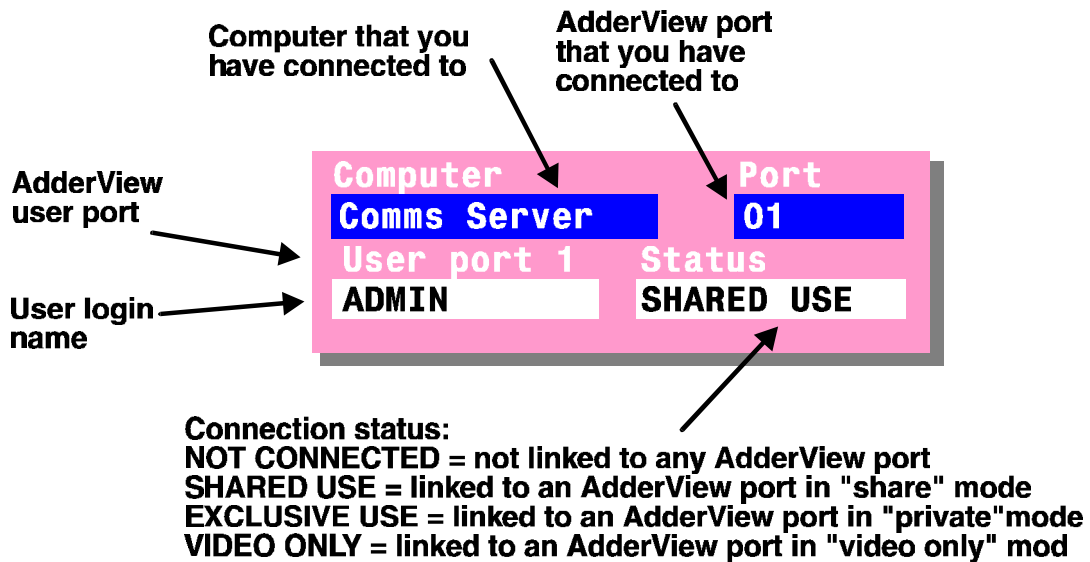 Computer that you
have connected to
AdderView port
that you have
connected to
AdderView
user port
User login
name
Computer
Port
Comms Server
01
User port 1
Status
ADMIN
SHARED USE
Connection status:
NOT CONNECTED = not linked to any AdderView port
SHARED USE = linked to an AdderView port in "share" mode
EXCLUSIVE USE = linked to an AdderView port in "private"mode
VIDEO ONLY = linked to an AdderView port in "video only" mod